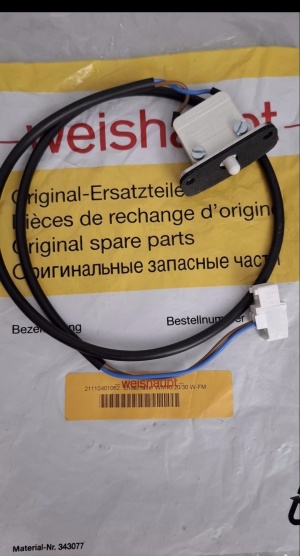 weishaupt
Original-Ersatzteile
Pièces de rechange d'origine
Original spare parts
Оригинальные запасные части
Bestellnummer
weishaupt
Material-Nr. 343077